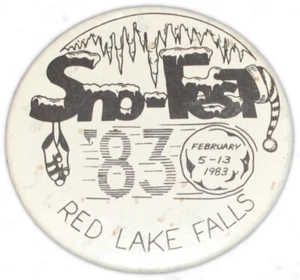 Sno-Fest
'83
FEBRUARY
5-13
1983
RED LAKE FALLS